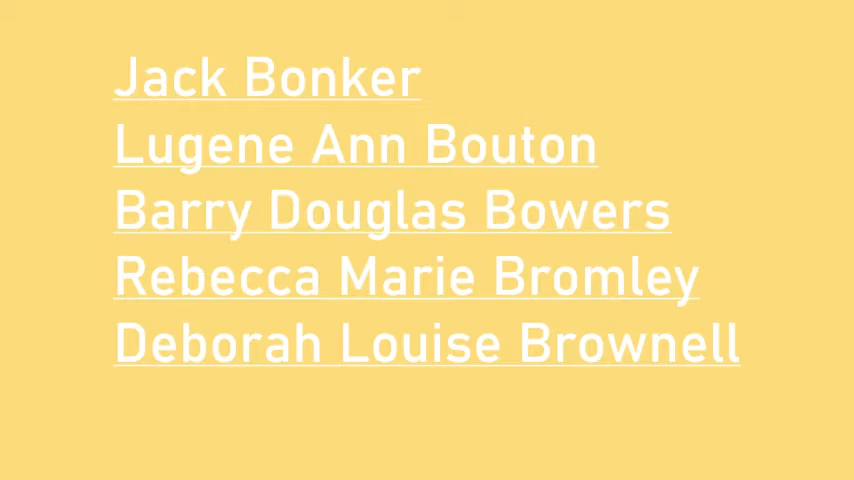 Jack Bonker
Lugene Ann Bouton
Barry Douglas Bowers
Rebecca Marie Bromley
Deborah Louise Brownell